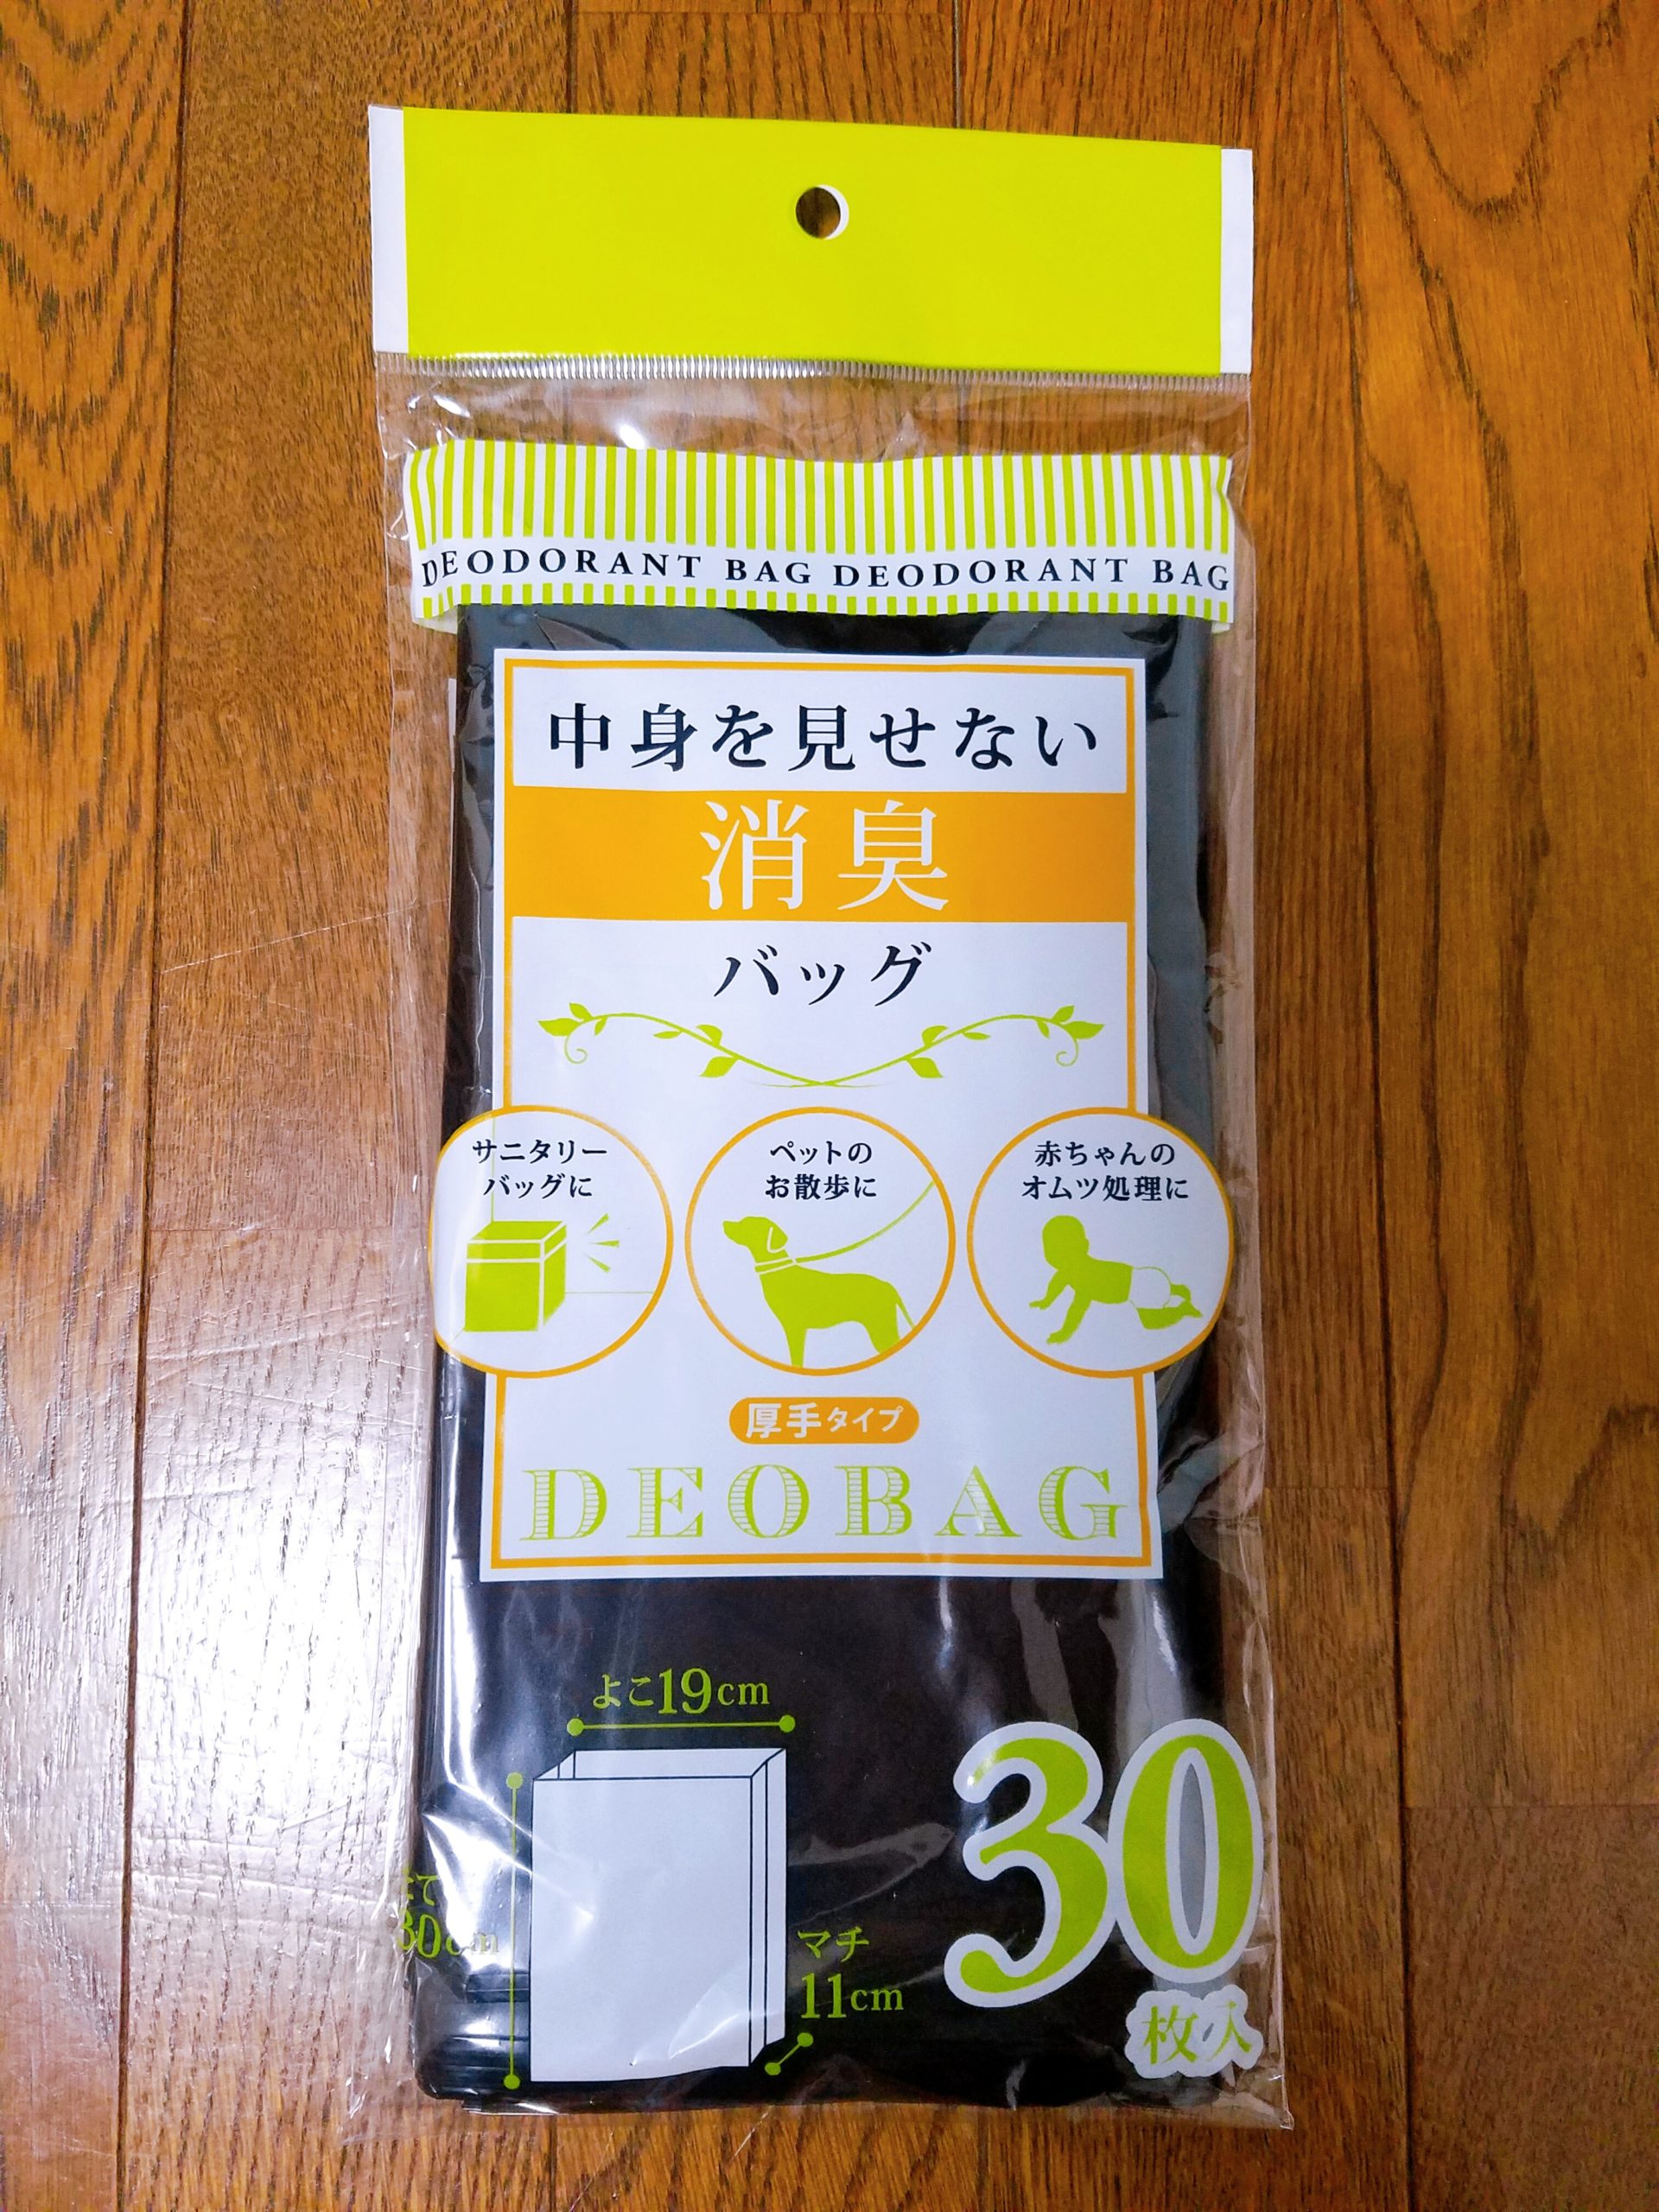 DEODORANT BAG DEODORANT BAG
中身を見せない
消臭
バッグ
サニタリー
バッグに
ペットの
お散歩に
赤ちゃんの
オムツ処理に
厚手タイプ
DEOBAG
よこ19cm
たて
30cm
マチ
11cm
30
枚入